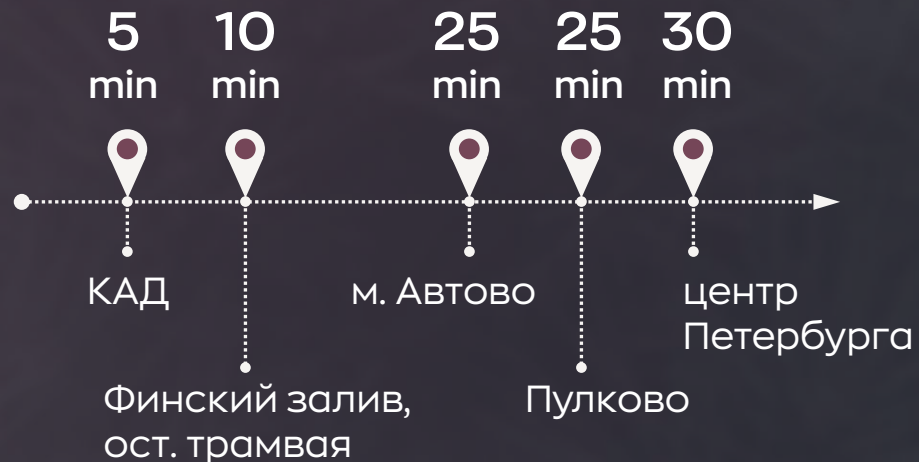 5 10 25 25 30
min min min min min
КАД м. Автово центр
Петербурга
Финский залив, Пулково
ост. трамвая